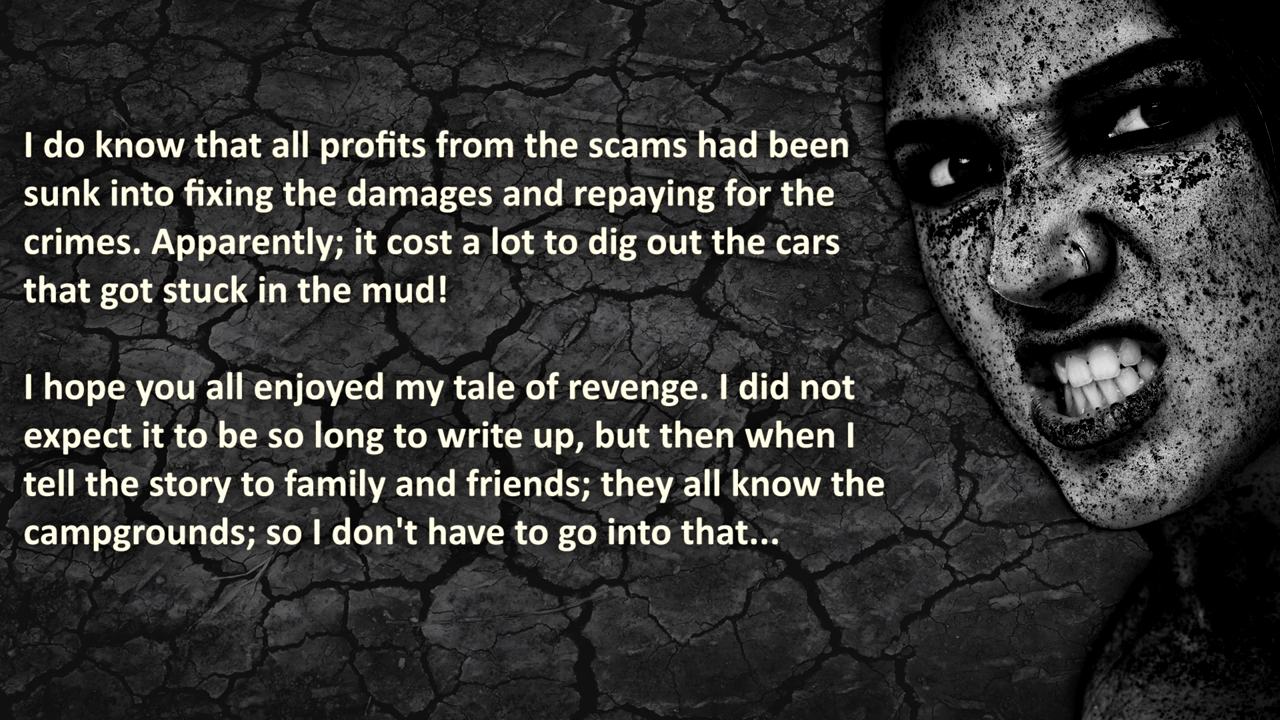 I do know that all profits from the scams had been
sunk into fixing the damages and repaying for the
crimes. Apparently; it cost a lot to dig out the cars
that got stuck in the mud!
I hope you all enjoyed my tale of revenge. I did not
expect it to be so long to write up, but then when I
tell the story to family and friends; they all know the
campgrounds; so I don't have to go into that...